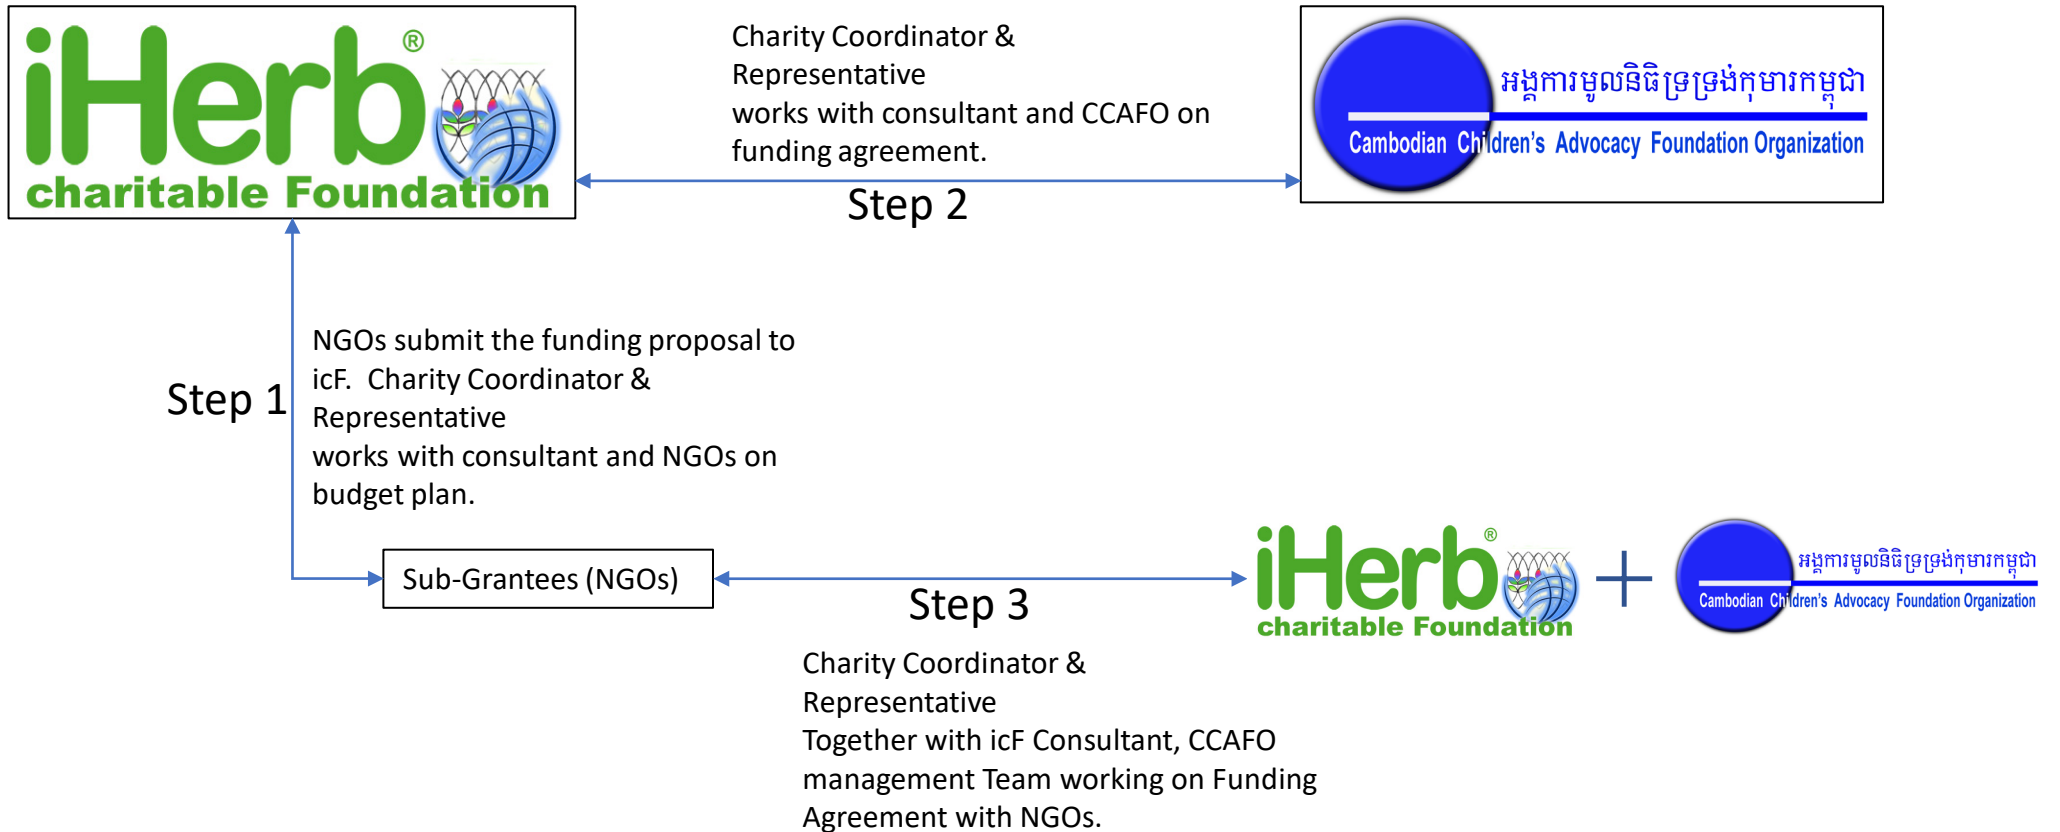 iHerb®
charitable Foundation
Charity Coordinator &
Representative
works with consultant and CCAFO on
funding agreement.
Step 2
អង្គការមូលនិធិទ្រទ្រង់កុមារកម្ពុជា
Cambodian Children's Advocacy Foundation Organization
Step 1
NGOs submit the funding proposal to
icF. Charity Coordinator &
Representative
works with consultant and NGOs on
budget plan.
Sub-Grantees (NGOs)
Step 3
iHerb®
charitable Foundation
+
អង្គការមូលនិធិទ្រទ្រង់កុមារកម្ពុជា
Cambodian Children's Advocacy Foundation Organization
Charity Coordinator &
Representative
Together with icF Consultant, CCAFO
management Team working on Funding
Agreement with NGOs.